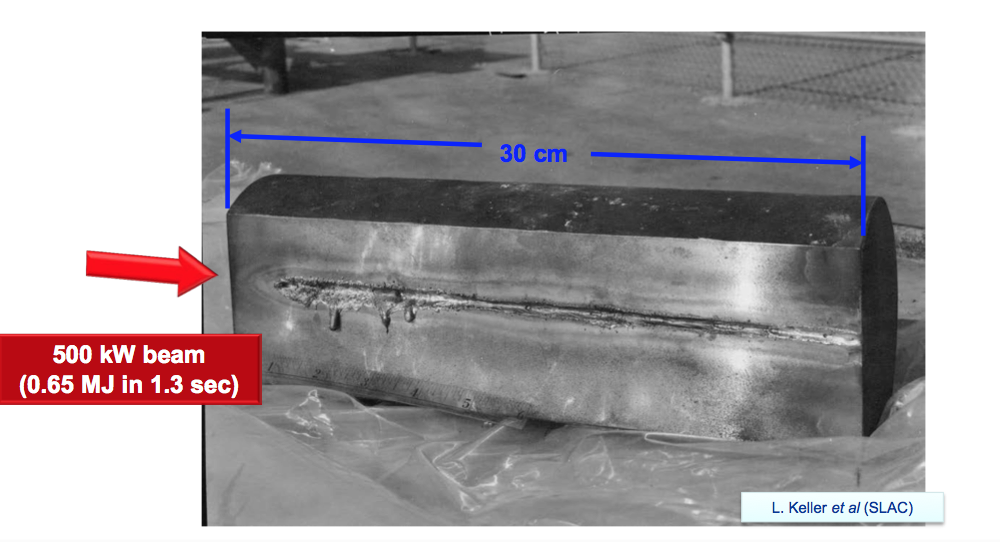 30 cm
500 kW beam
(0.65 MJ in 1.3 sec)
L. Keller et al (SLAC)